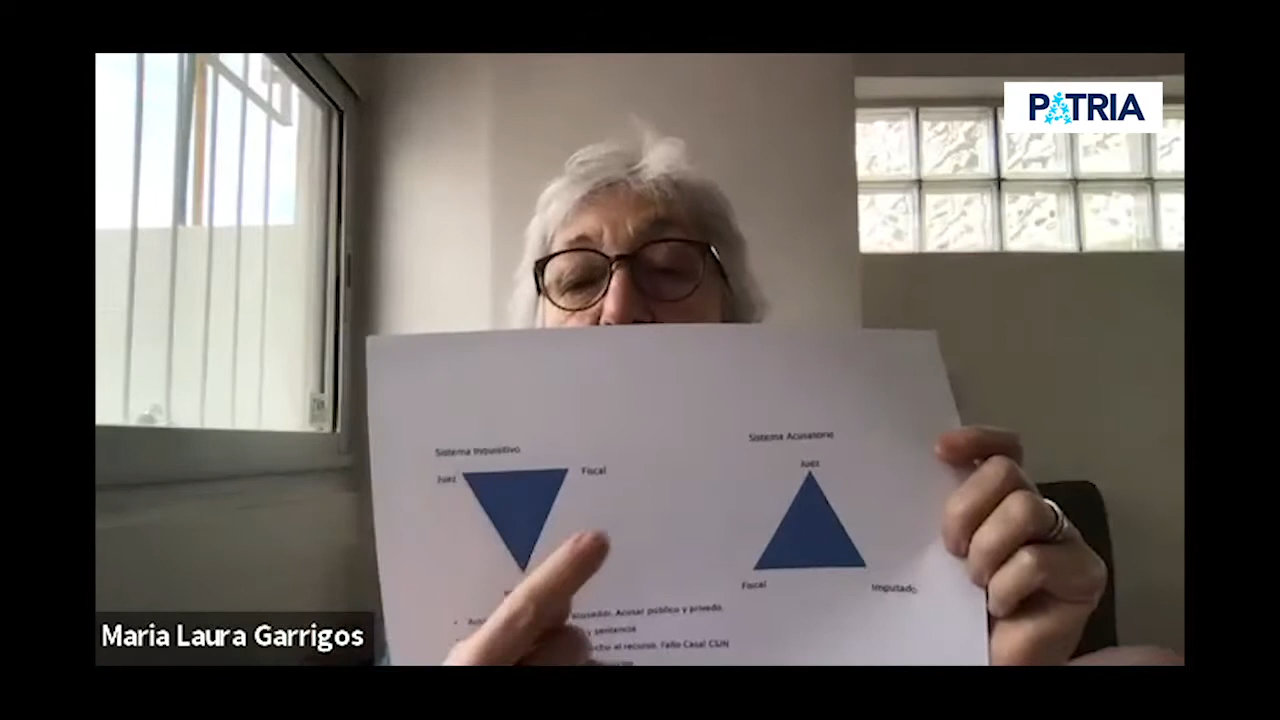 PATRIA
Sistema Inquisitivo
Juez
Fiscal
Sistema Acusatorio
Juez
Fiscal
Imputado
acusador. Acusar público y privado.
y sentencia
el recurso. Fallo Casal CSJN
Maria Laura Garrigos